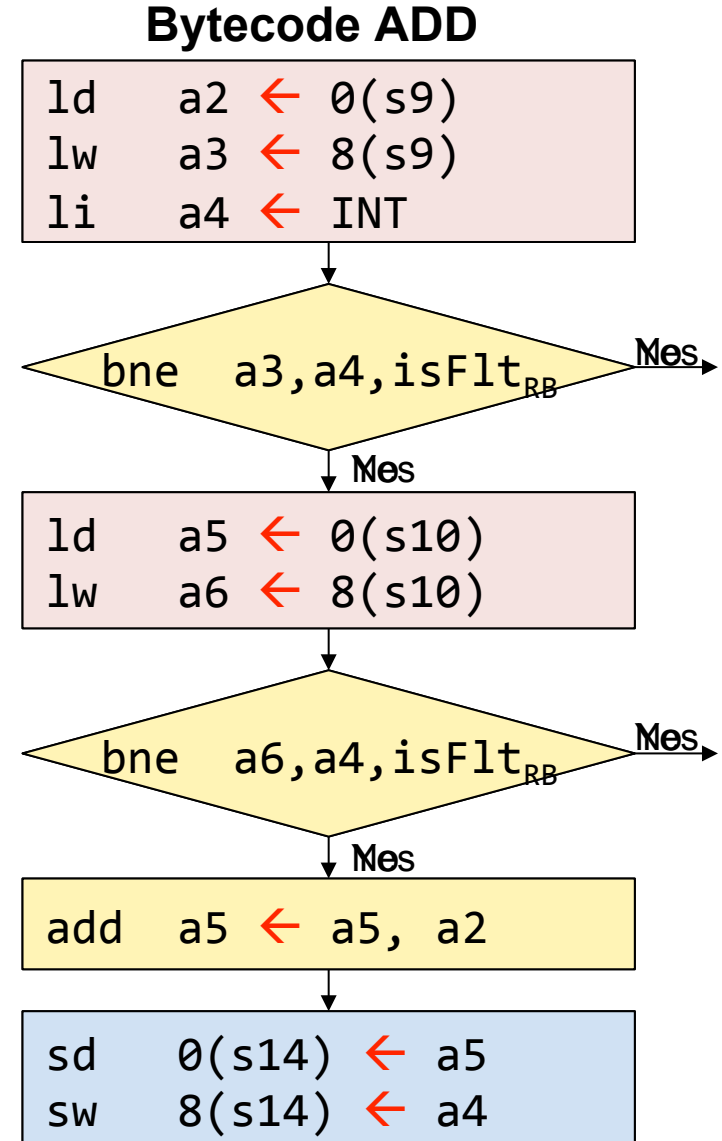 Bytecode ADD
ld a2 ← 0(s9)
lw a3 ← 8(s9)
li a4 ← INT
bne a3,a4,isFltRB
ld a5 ← 0(s10)
lw a6 ← 8(s10)
bne a6,a4,isFltRB
add a5 ← a5, a2
sd 0(s14) ← a5
sw 8(s14) ← a4